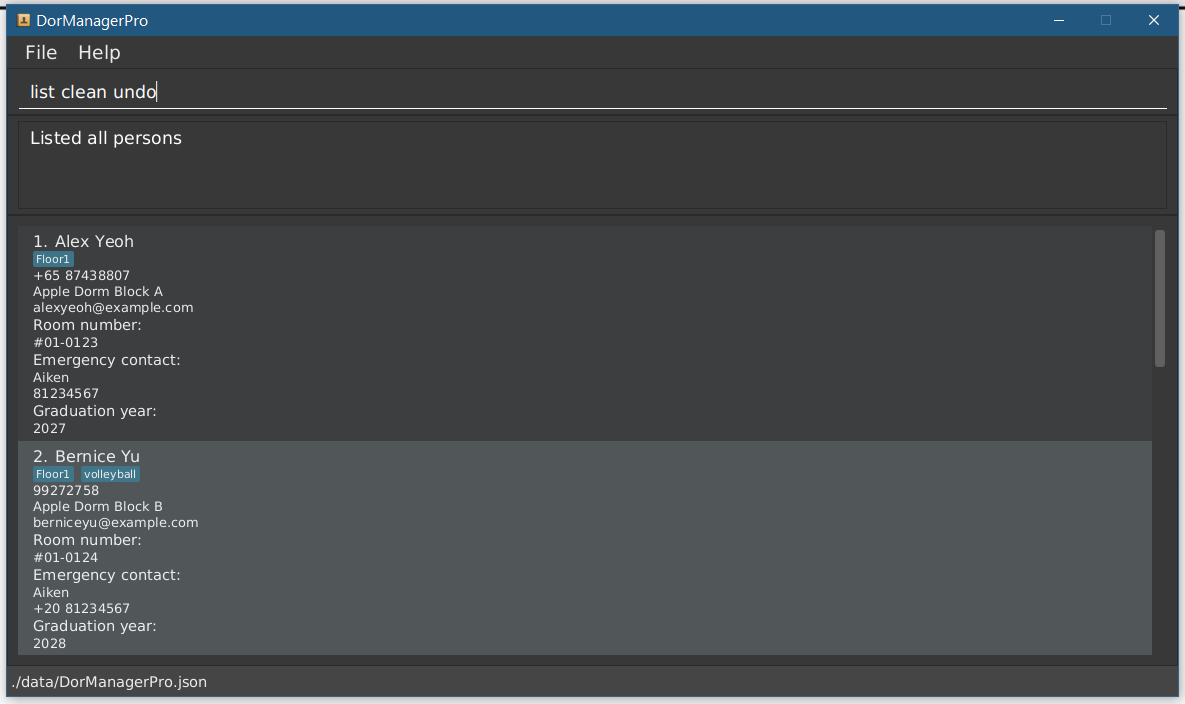 DorManagerPro
File Help
list clean undo
Listed all persons
1. Alex Yeoh
Floor1
+65 87438807
Apple Dorm Block A
alexyeoh@example.com
Room number:
#01-0123
Emergency contact:
Aiken
81234567
Graduation year:
2027
2. Bernice Yu
Floor1 volleyball
99272758
Apple Dorm Block B
berniceyu@example.com
Room number:
#01-0124
Emergency contact:
Aiken
+20 81234567
Graduation year:
2028
./data/DorManagerPro.json